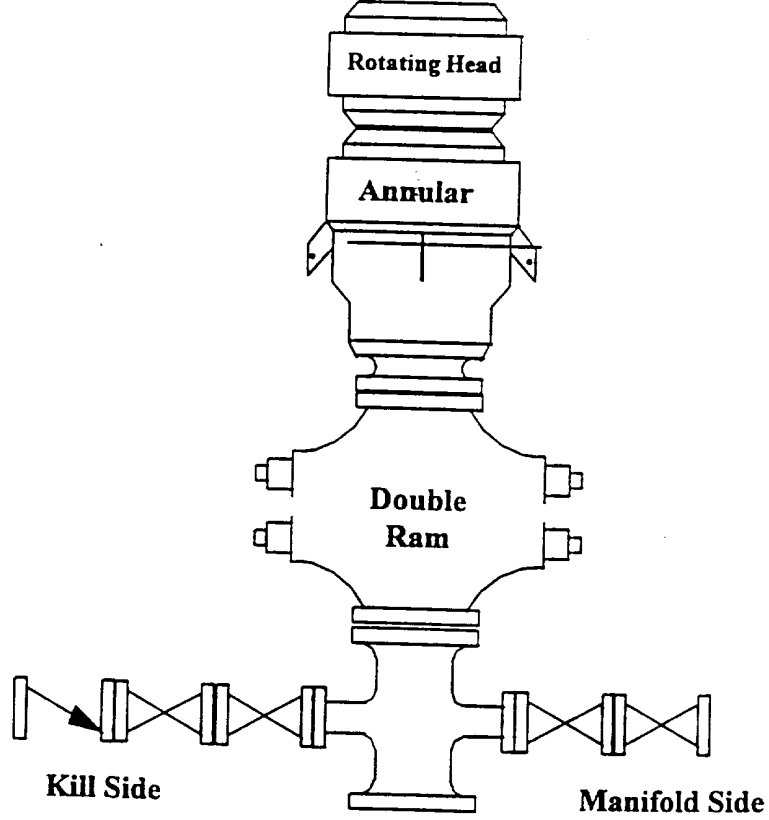 Rotating Head
Annular
Double
Ram
Kill Side
Manifold Side